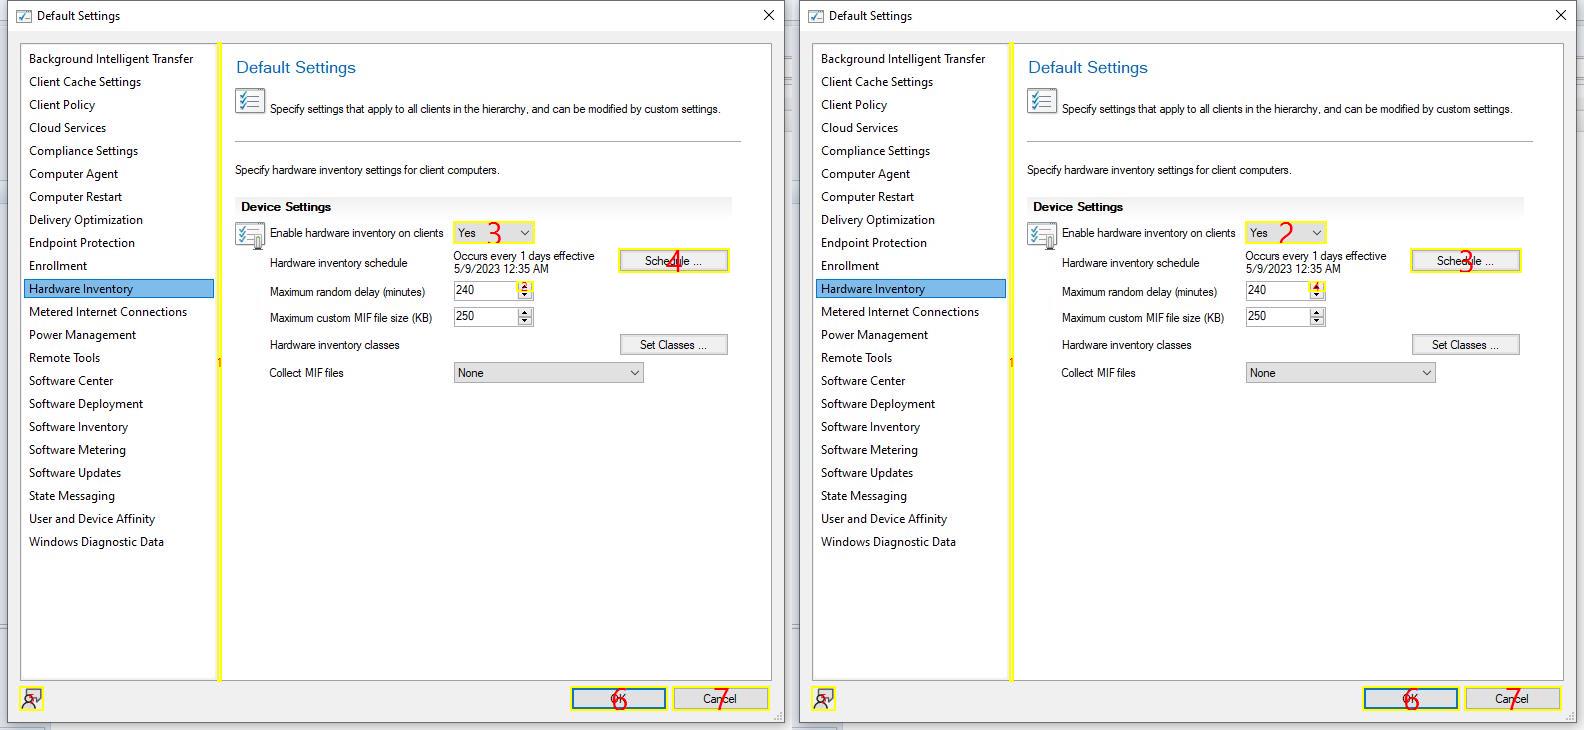 Default Settings
Background Intelligent Transfer
Client Cache Settings
Client Policy
Cloud Services
Compliance Settings
Computer Agent
Computer Restart
Delivery Optimization
Endpoint Protection
Enrollment
Hardware Inventory
Metered Internet Connections
Power Management
Remote Tools
Software Center
Software Deployment
Software Inventory
Software Metering
Software Updates
State Messaging
User and Device Affinity
Windows Diagnostic Data
1
Default Settings
Specify settings that apply to all clients in the hierarchy, and can be modified by custom settings.
Specify hardware inventory settings for client computers.
Device Settings
Enable hardware inventory on clients Yes 3
Hardware inventory schedule Occurs every 1 days effective
5/9/2023 12:35 AM
Schedule ... 4
Maximum random delay (minutes) 240
Maximum custom MIF file size (KB) 250
Hardware inventory classes Set Classes ...
Collect MIF files None
OK 6 Cancel 7
Default Settings
Background Intelligent Transfer
Client Cache Settings
Client Policy
Cloud Services
Compliance Settings
Computer Agent
Computer Restart
Delivery Optimization
Endpoint Protection
Enrollment
Hardware Inventory
Metered Internet Connections
Power Management
Remote Tools
Software Center
Software Deployment
Software Inventory
Software Metering
Software Updates
State Messaging
User and Device Affinity
Windows Diagnostic Data
1
Default Settings
Specify settings that apply to all clients in the hierarchy, and can be modified by custom settings.
Specify hardware inventory settings for client computers.
Device Settings
Enable hardware inventory on clients Yes 2
Hardware inventory schedule Occurs every 1 days effective
5/9/2023 12:35 AM
Schedule ... 3
Maximum random delay (minutes) 240
Maximum custom MIF file size (KB) 250
Hardware inventory classes Set Classes ...
Collect MIF files None
OK 6 Cancel 7